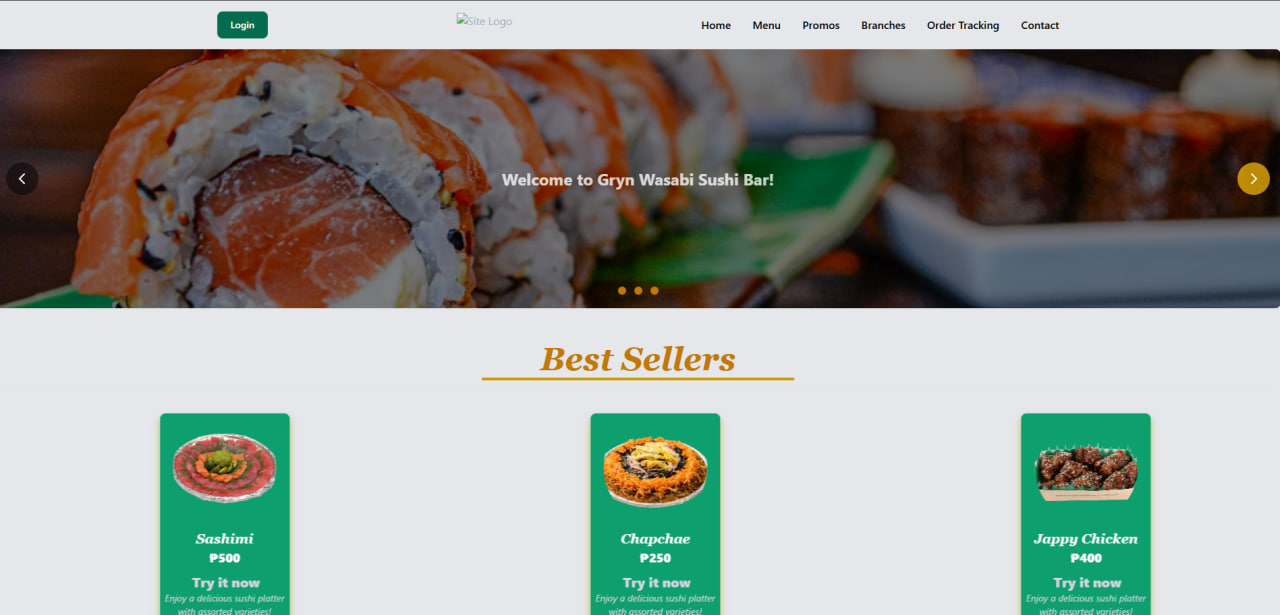 Login
Site Logo
Home
Menu
Promos
Branches
Order Tracking
Contact
Welcome to Gryn Wasabi Sushi Bar!
Best Sellers
Sashimi
₱500
Try it now
Enjoy a delicious sushi platter
with assorted varieties!
Chapchae
₱250
Try it now
Enjoy a delicious sushi platter
with assorted varieties!
Jappy Chicken
₱400
Try it now
Enjoy a delicious sushi platter
with assorted varieties!